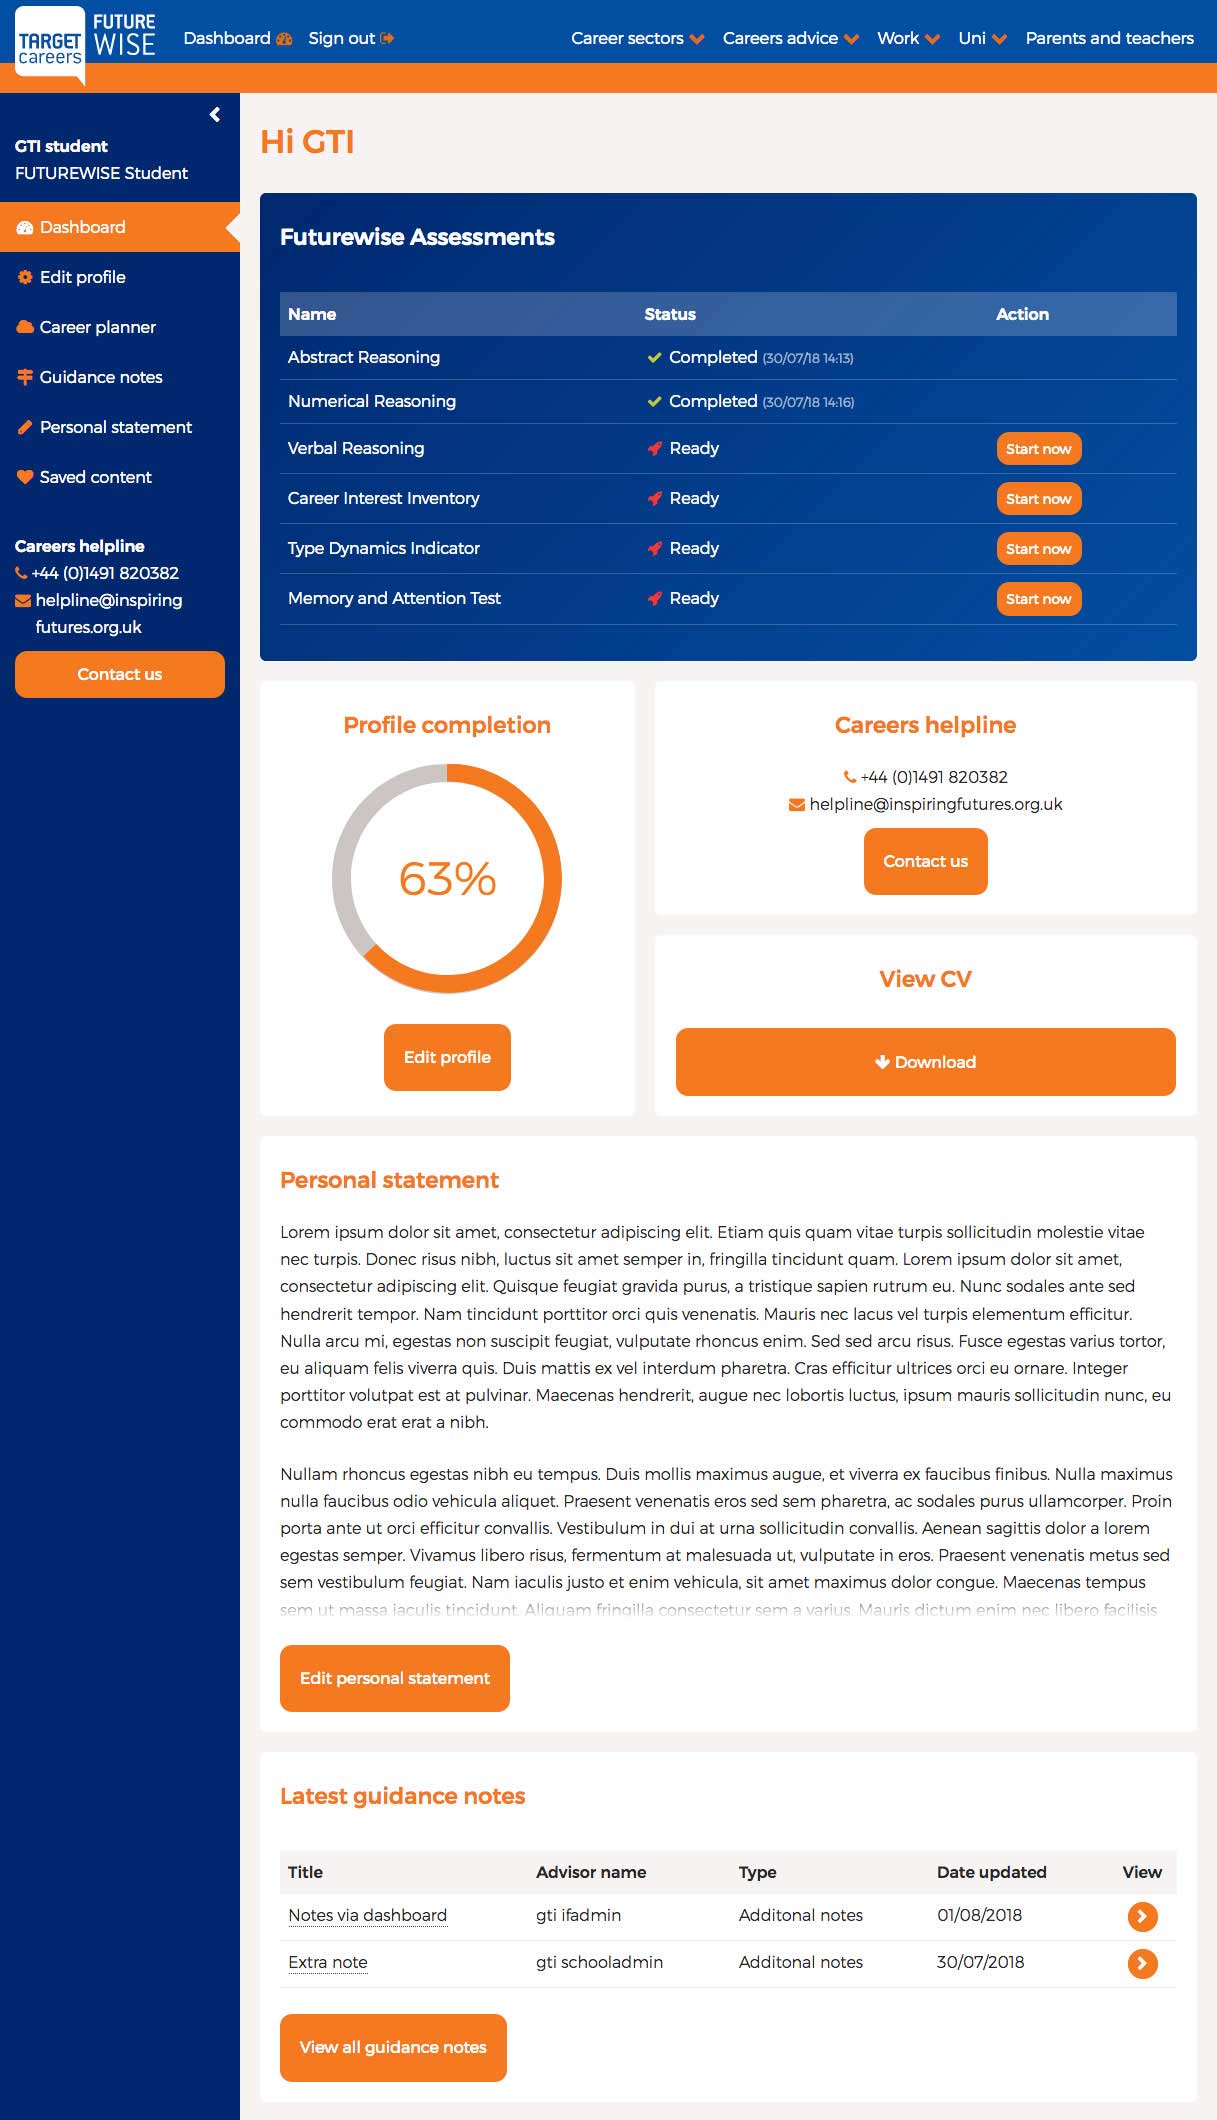 TARGET
careers
FUTURE
WISE
Dashboard Sign out Career sectors Careers advice Work Uni Parents and teachers
GTI student
FUTUREWISE Student
Dashboard
Edit profile
Career planner
Guidance notes
Personal statement
Saved content
Careers helpline
+44 (0)1491 820382
helpline@inspiring
futures.org.uk
Contact us
Hi GTI
Futurewise Assessments
Name Status Action
Abstract Reasoning Completed (30/07/18 14:13)
Numerical Reasoning Completed (30/07/18 14:16)
Verbal Reasoning Ready Start now
Career Interest Inventory Ready Start now
Type Dynamics Indicator Ready Start now
Memory and Attention Test Ready Start now
Profile completion
63%
Edit profile
Careers helpline
+44 (0)1491 820382
helpline@inspiringfutures.org.uk
Contact us
View CV
Download
Personal statement
Lorem ipsum dolor sit amet, consectetur adipiscing elit. Etiam quis quam vitae turpis sollicitudin molestie vitae
nec turpis. Donec risus nibh, luctus sit amet semper in, fringilla tincidunt quam. Lorem ipsum dolor sit amet,
consectetur adipiscing elit. Quisque feugiat gravida purus, a tristique sapien rutrum eu. Nunc sodales ante sed
hendrerit tempor. Nam tincidunt porttitor orci quis venenatis. Mauris nec lacus vel turpis elementum efficitur.
Nulla arcu mi, egestas non suscipit feugiat, vulputate rhoncus enim. Sed sed arcu risus. Fusce egestas varius tortor,
eu aliquam felis viverra quis. Duis mattis ex vel interdum pharetra. Cras efficitur ultrices orci eu ornare. Integer
porttitor volutpat est at pulvinar. Maecenas hendrerit, augue nec lobortis luctus, ipsum mauris sollicitudin nunc, eu
commodo erat erat a nibh.
Nullam rhoncus egestas nibh eu tempus. Duis mollis maximus augue, et viverra ex faucibus finibus. Nulla maximus
nulla faucibus odio vehicula aliquet. Praesent venenatis eros sed sem pharetra, ac sodales purus ullamcorper. Proin
porta ante ut orci efficitur convallis. Vestibulum in dui at urna sollicitudin convallis. Aenean sagittis dolor a lorem
egestas semper. Vivamus libero risus, fermentum at malesuada ut, vulputate in eros. Praesent venenatis metus sed
sem vestibulum feugiat. Nam iaculis justo et enim vehicula, sit amet maximus dolor congue. Maecenas tempus
sem ut massa iaculis tincidunt. Aliquam fringilla consectetur sem a varius. Mauris dictum enim nec libero facilisis
Edit personal statement
Latest guidance notes
Title Advisor name Type Date updated View
Notes via dashboard gti ifadmin Additonal notes 01/08/2018
Extra note gti schooladmin Additonal notes 30/07/2018
View all guidance notes